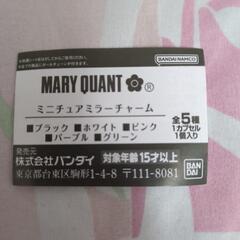 BANDAI NAMCO
MARY QUANT ®
ミニチュアミラーチャーム
■ブラック ■ホワイト ■ピンク
■パープル ■グリーン
全5種
1カプセル
1個入り
発売元
株式会社バンダイ 対象年齢15才以上
東京都台東区駒形1-4-8 〒111-8081
BAN
DAI